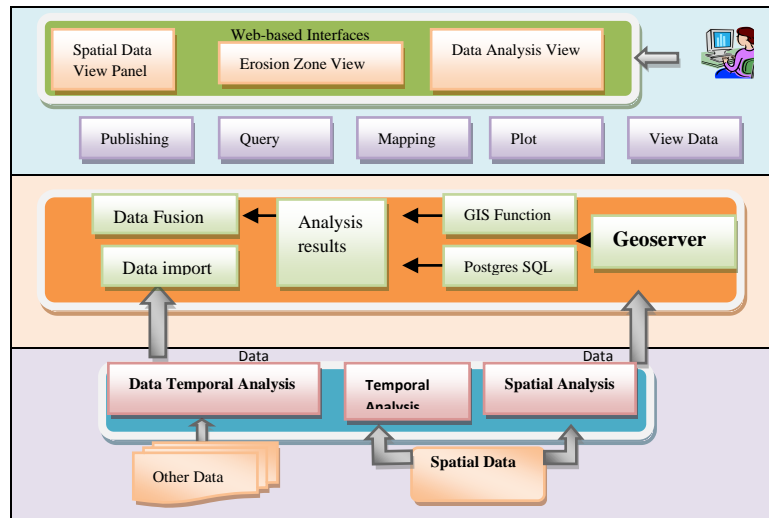 Web-based Interfaces
Spatial Data
View Panel
Erosion Zone View
Data Analysis View
Publishing
Query
Mapping
Plot
View Data
Data Fusion
Data import
Analysis
results
GIS Function
Postgres SQL
Geoserver
Data
Data
Data Temporal Analysis
Temporal
Analysis
Spatial Analysis
Other Data
Spatial Data